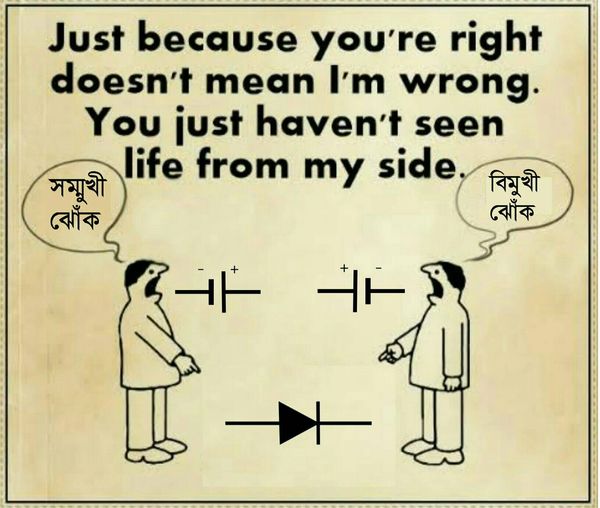 Just because you're right
doesn't mean I'm wrong.
You just haven't seen
life from my side.
সম্মুখী
ঝোঁক
বিমুখী
ঝোঁক
- +
+ -